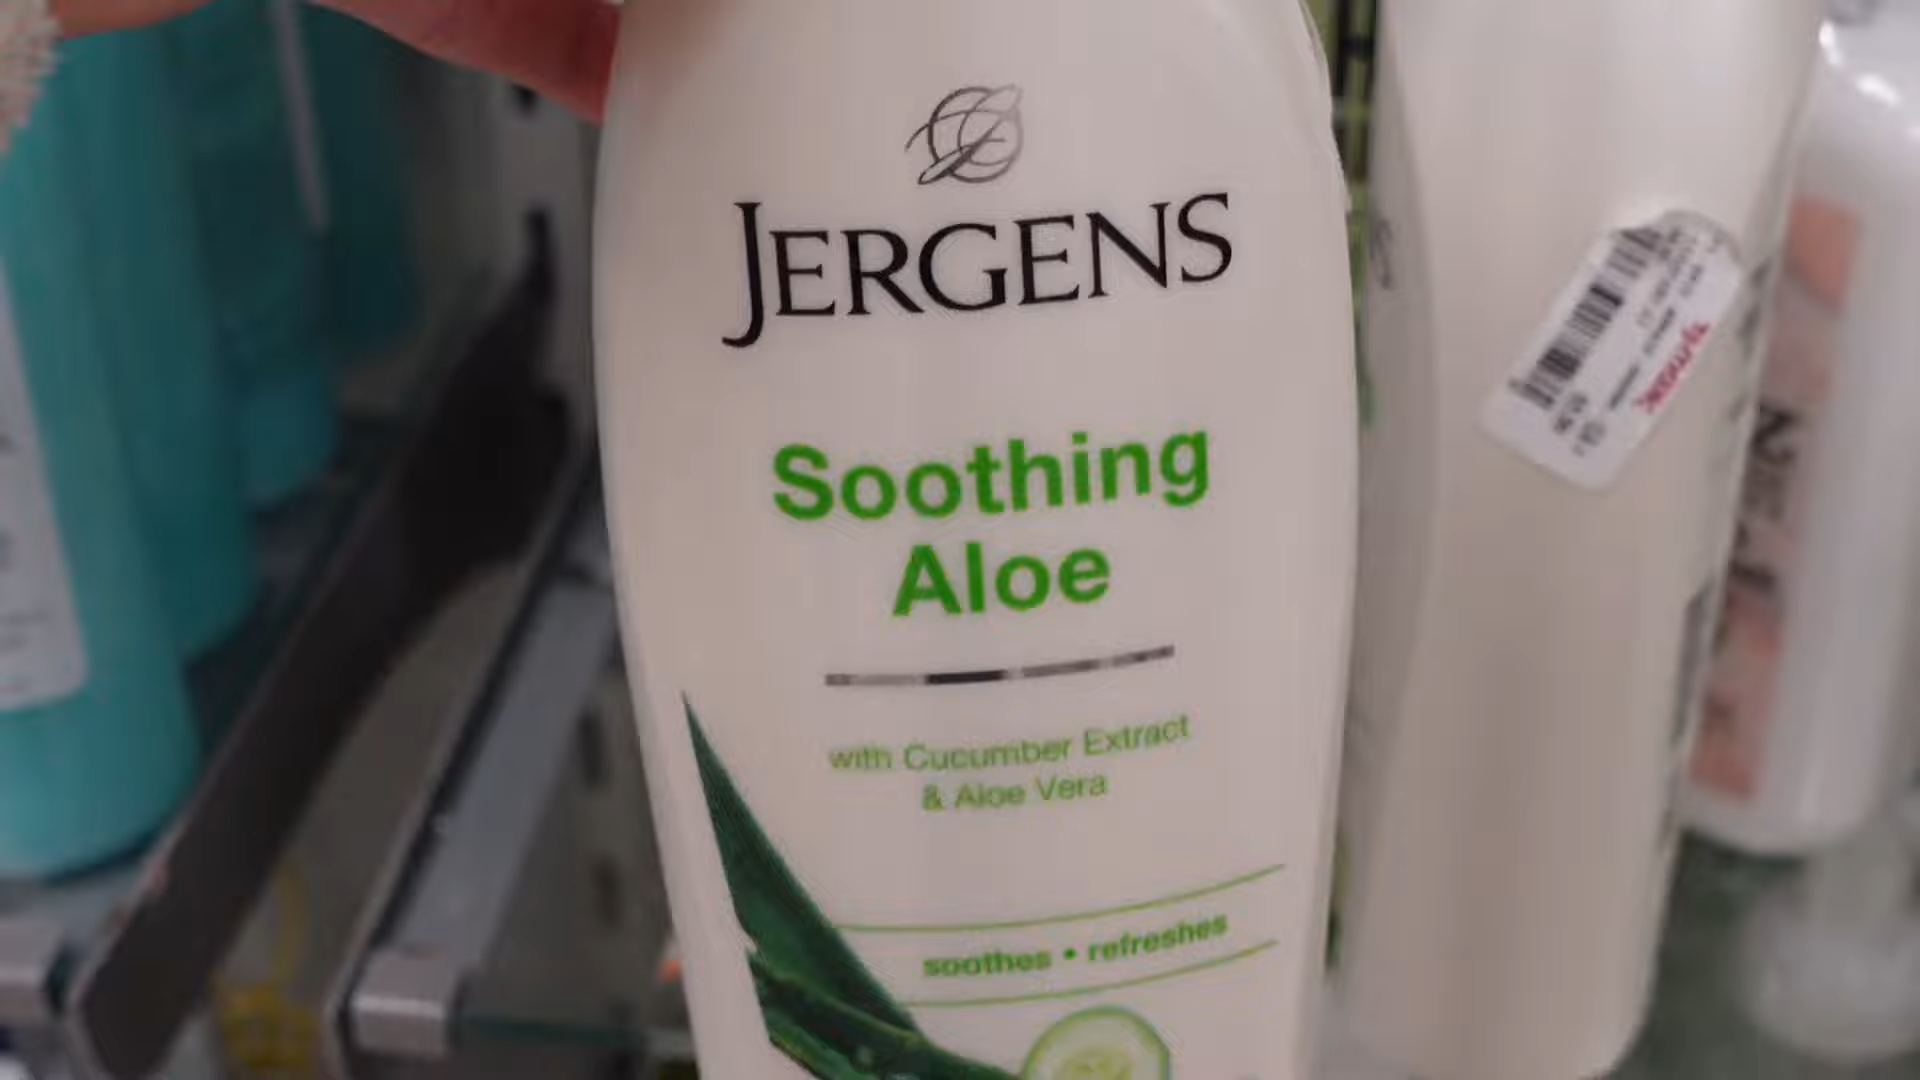 JERGENS
Soothing
Aloe
with Cucumber Extract
& Aloe Vera
soothes • refreshes